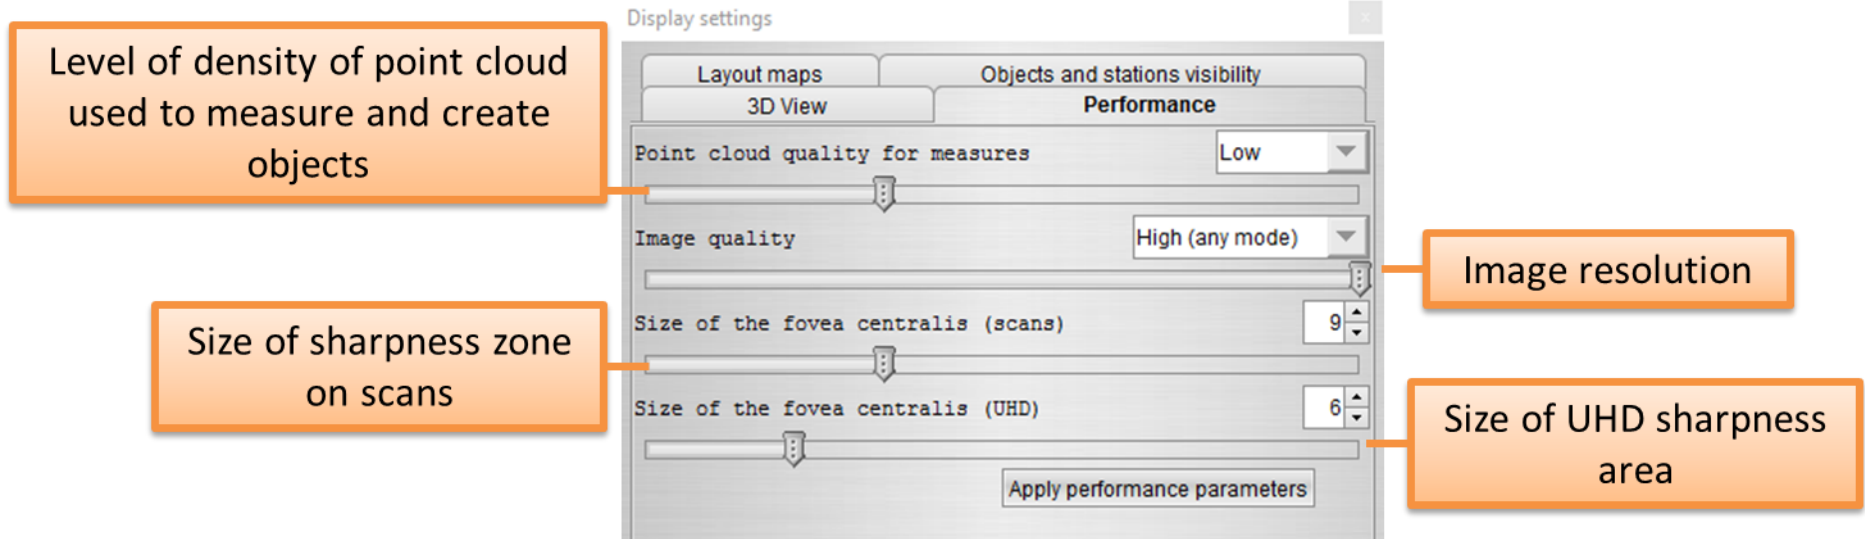 Display settings
x
Level of density of point cloud
used to measure and create
objects
Layout maps
Objects and stations visibility
3D View
Performance
Point cloud quality for measures
Low
Image quality
High (any mode)
Image resolution
Size of sharpness zone
on scans
Size of the fovea centralis (scans)
9
Size of the fovea centralis (UHD)
6
Size of UHD sharpness
area
Apply performance parameters